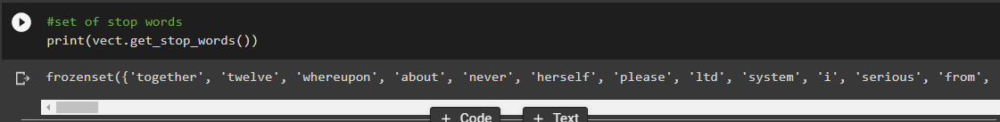 #set of stop words
print(vect.get_stop_words())
frozenset({'together', 'twelve', 'whereupon', 'about', 'never', 'herself', 'please', 'ltd', 'system', 'i', 'serious', 'from',
+ Code + Text